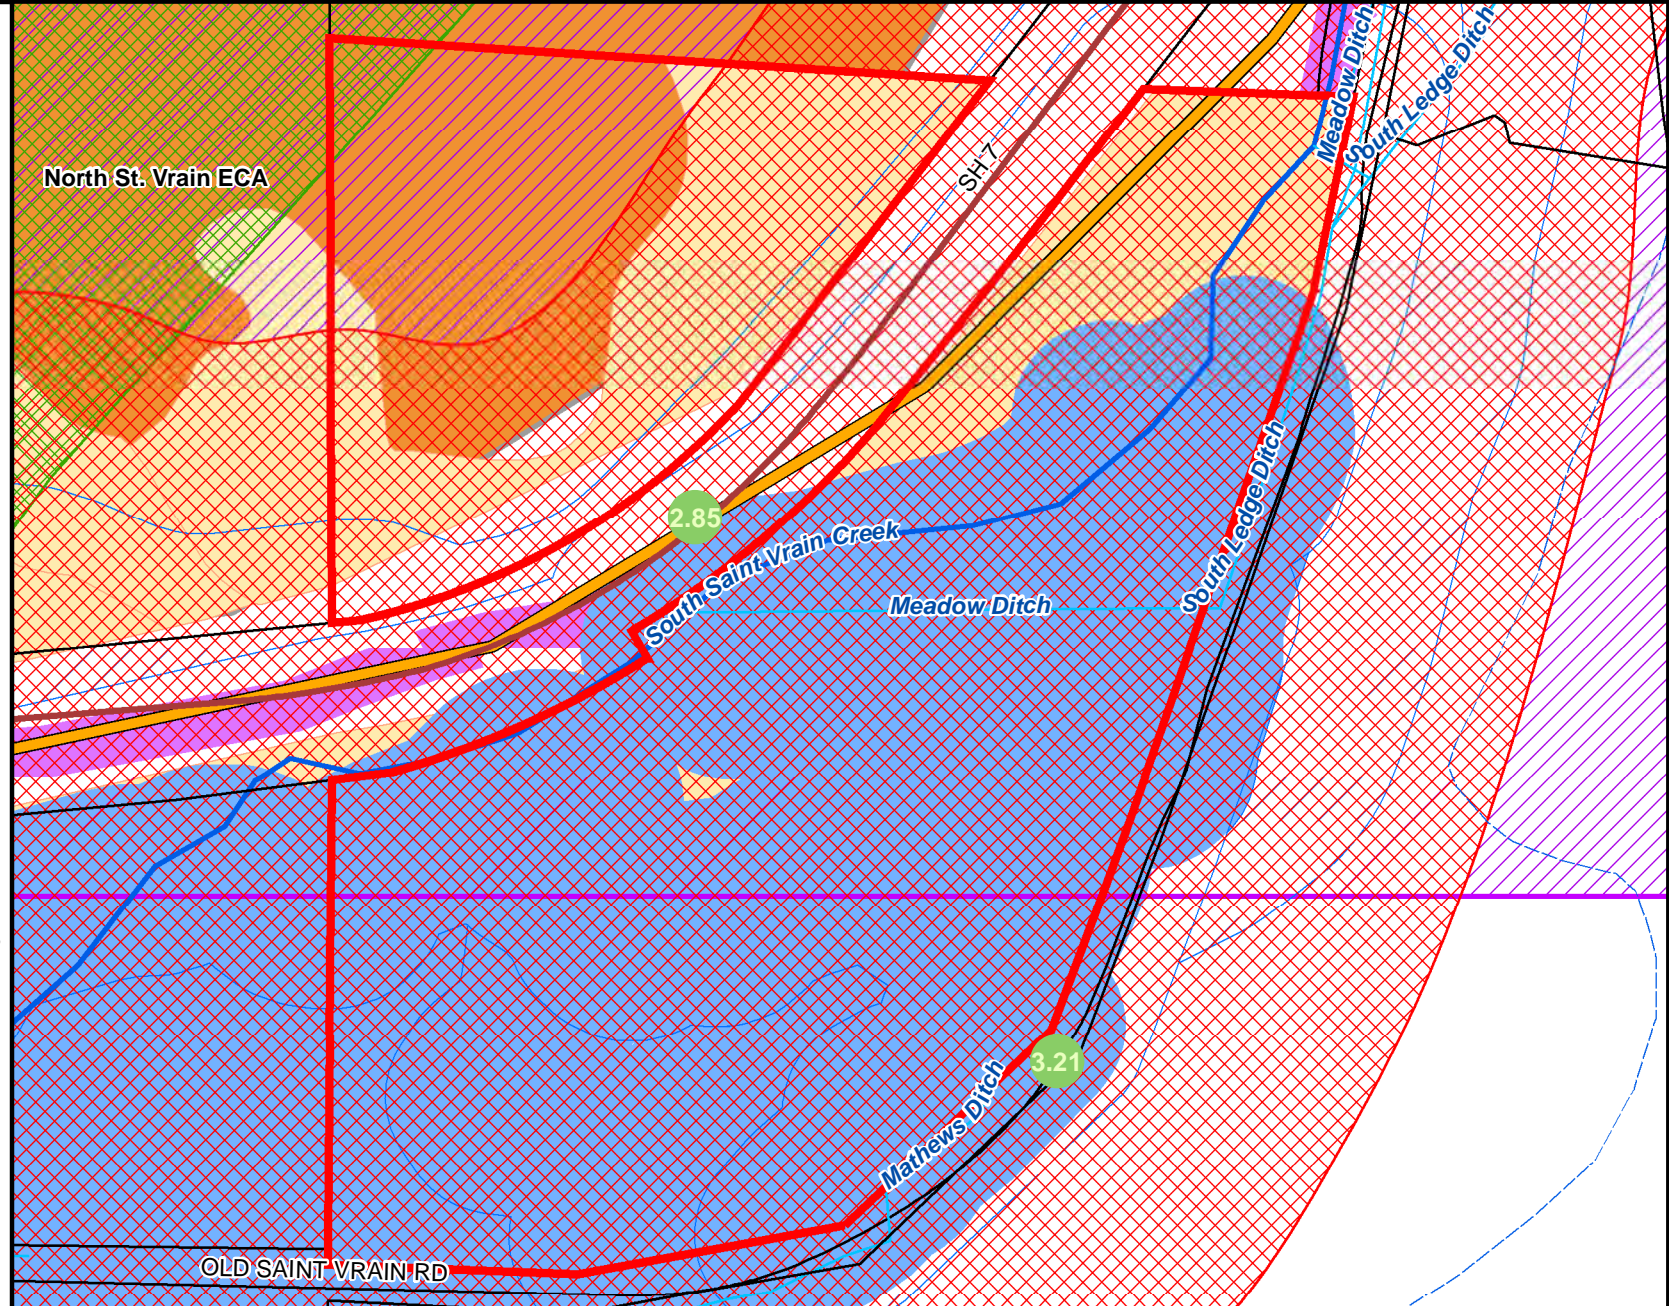 Meadow Ditch
South Ledge Ditch
North St. Vrain ECA
SH 7
2.85
South Saint Vrain Creek
South Ledge Ditch
Meadow Ditch
3.21
Mathews Ditch
OLD SAINT VRAIN RD